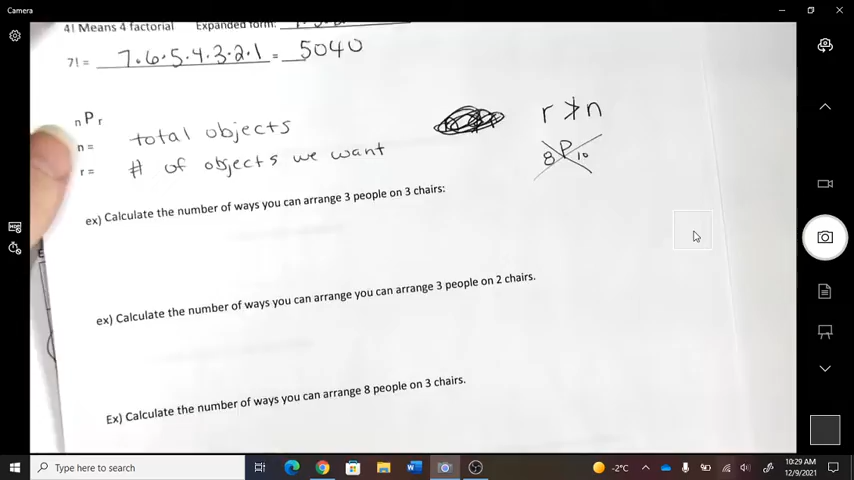 Camera
4! Means 4 factorial Expanded form:
7! = 7·6·5·4·3·2·1 = 5040
n P r
n = total objects
r = # of objects we want
r ≯ n
8 P 10
ex) Calculate the number of ways you can arrange 3 people on 3 chairs:
ex) Calculate the number of ways you can arrange you can arrange 3 people on 2 chairs.
Ex) Calculate the number of ways you can arrange 8 people on 3 chairs.
Type here to search
-2°C
10:29 AM
12/9/2021